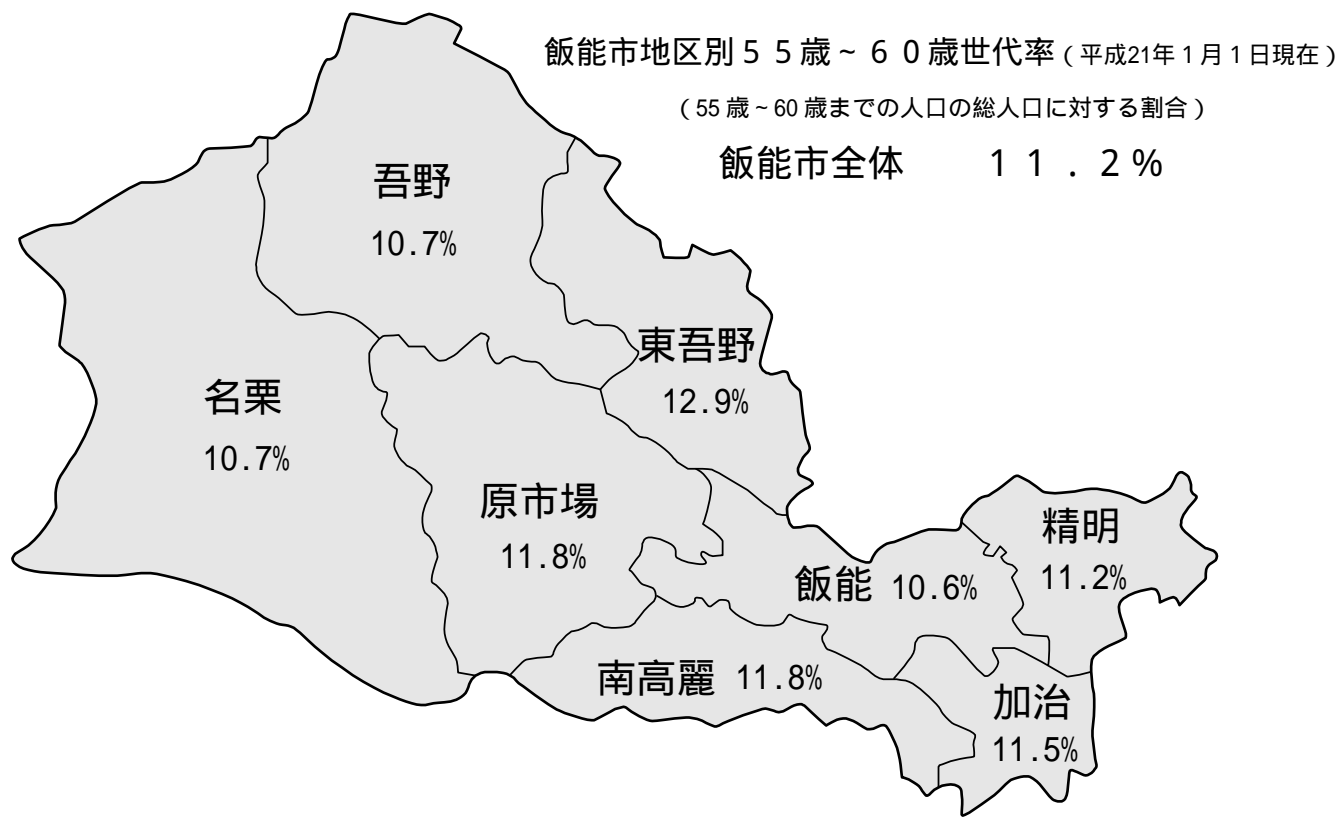 飯能市地区別５５歳~６０歳世代率(平成21年１月１日現在)
(55歳~60歳までの人口の総人口に対する割合)
飯能市全体　１１．２%
吾野
10.7%
東吾野
12.9%
名栗
10.7%
原市場
11.8%
精明
11.2%
飯能 10.6%
南高麗 11.8%
加治
11.5%